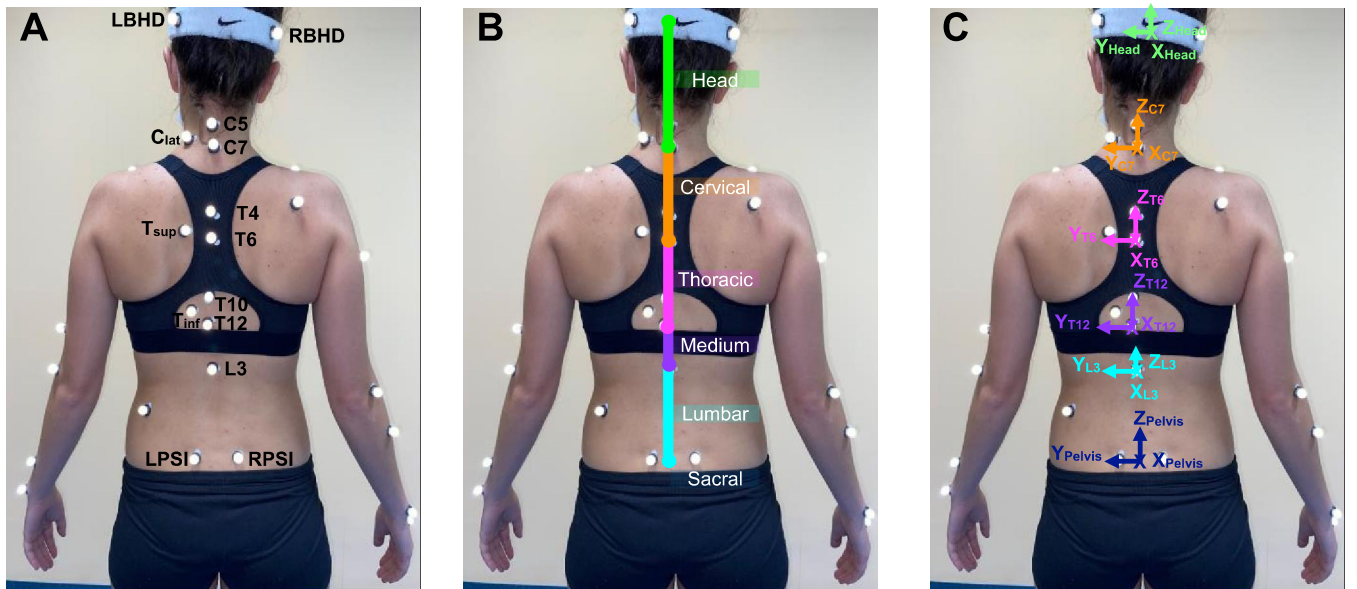 A
LBHD
RBHD
C5
Clat
C7
T4
Tsup
T6
T10
Tinf
T12
L3
LPSI
RPSI
B
Head
Cervical
Thoracic
Medium
Lumbar
Sacral
C
ZHead
YHead
XHead
ZC7
YC7
XC7
ZT6
YT6
XT6
ZT12
YT12
XT12
ZL3
YL3
XL3
ZPelvis
YPelvis
XPelvis